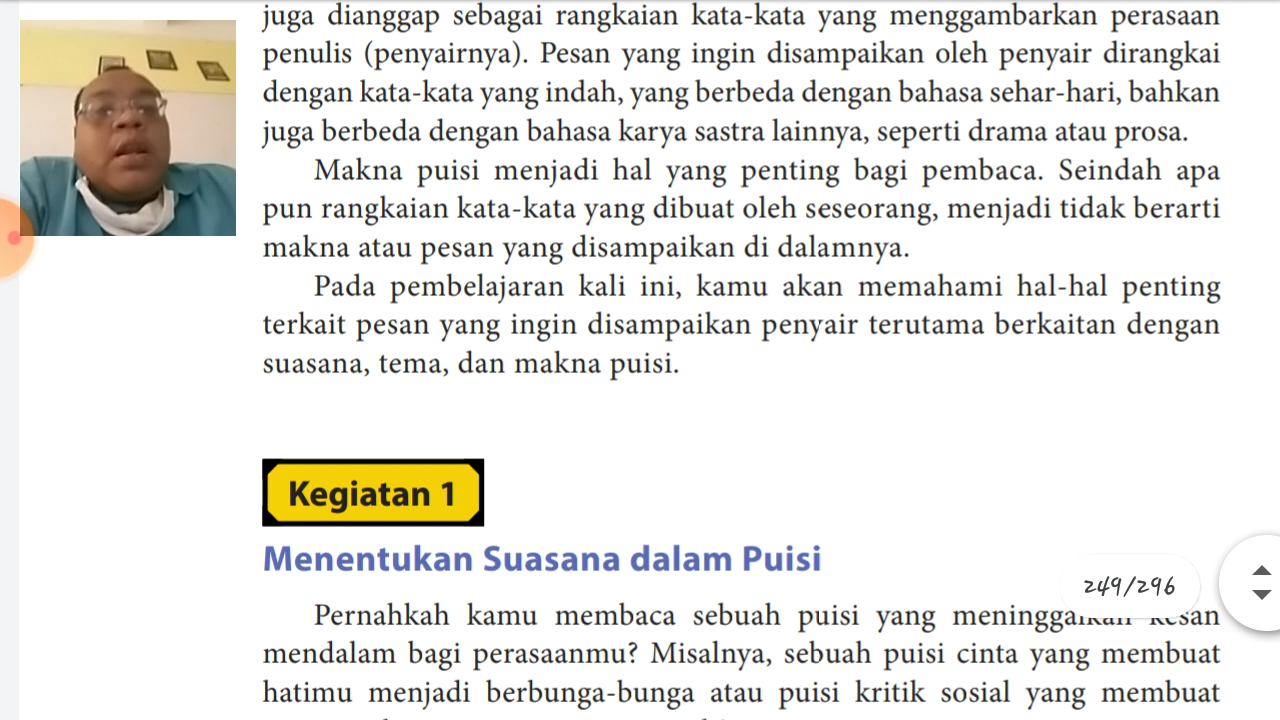 juga dianggap sebagai rangkaian kata-kata yang menggambarkan perasaan
penulis (penyairnya). Pesan yang ingin disampaikan oleh penyair dirangkai
dengan kata-kata yang indah, yang berbeda dengan bahasa sehar-hari, bahkan
juga berbeda dengan bahasa karya sastra lainnya, seperti drama atau prosa.
Makna puisi menjadi hal yang penting bagi pembaca. Seindah apa
pun rangkaian kata-kata yang dibuat oleh seseorang, menjadi tidak berarti
makna atau pesan yang disampaikan di dalamnya.
Pada pembelajaran kali ini, kamu akan memahami hal-hal penting
terkait pesan yang ingin disampaikan penyair terutama berkaitan dengan
suasana, tema, dan makna puisi.
Kegiatan 1
Menentukan Suasana dalam Puisi
249/296
Pernahkah kamu membaca sebuah puisi yang meninggalkan kesan
mendalam bagi perasaanmu? Misalnya, sebuah puisi cinta yang membuat
hatimu menjadi berbunga-bunga atau puisi kritik sosial yang membuat